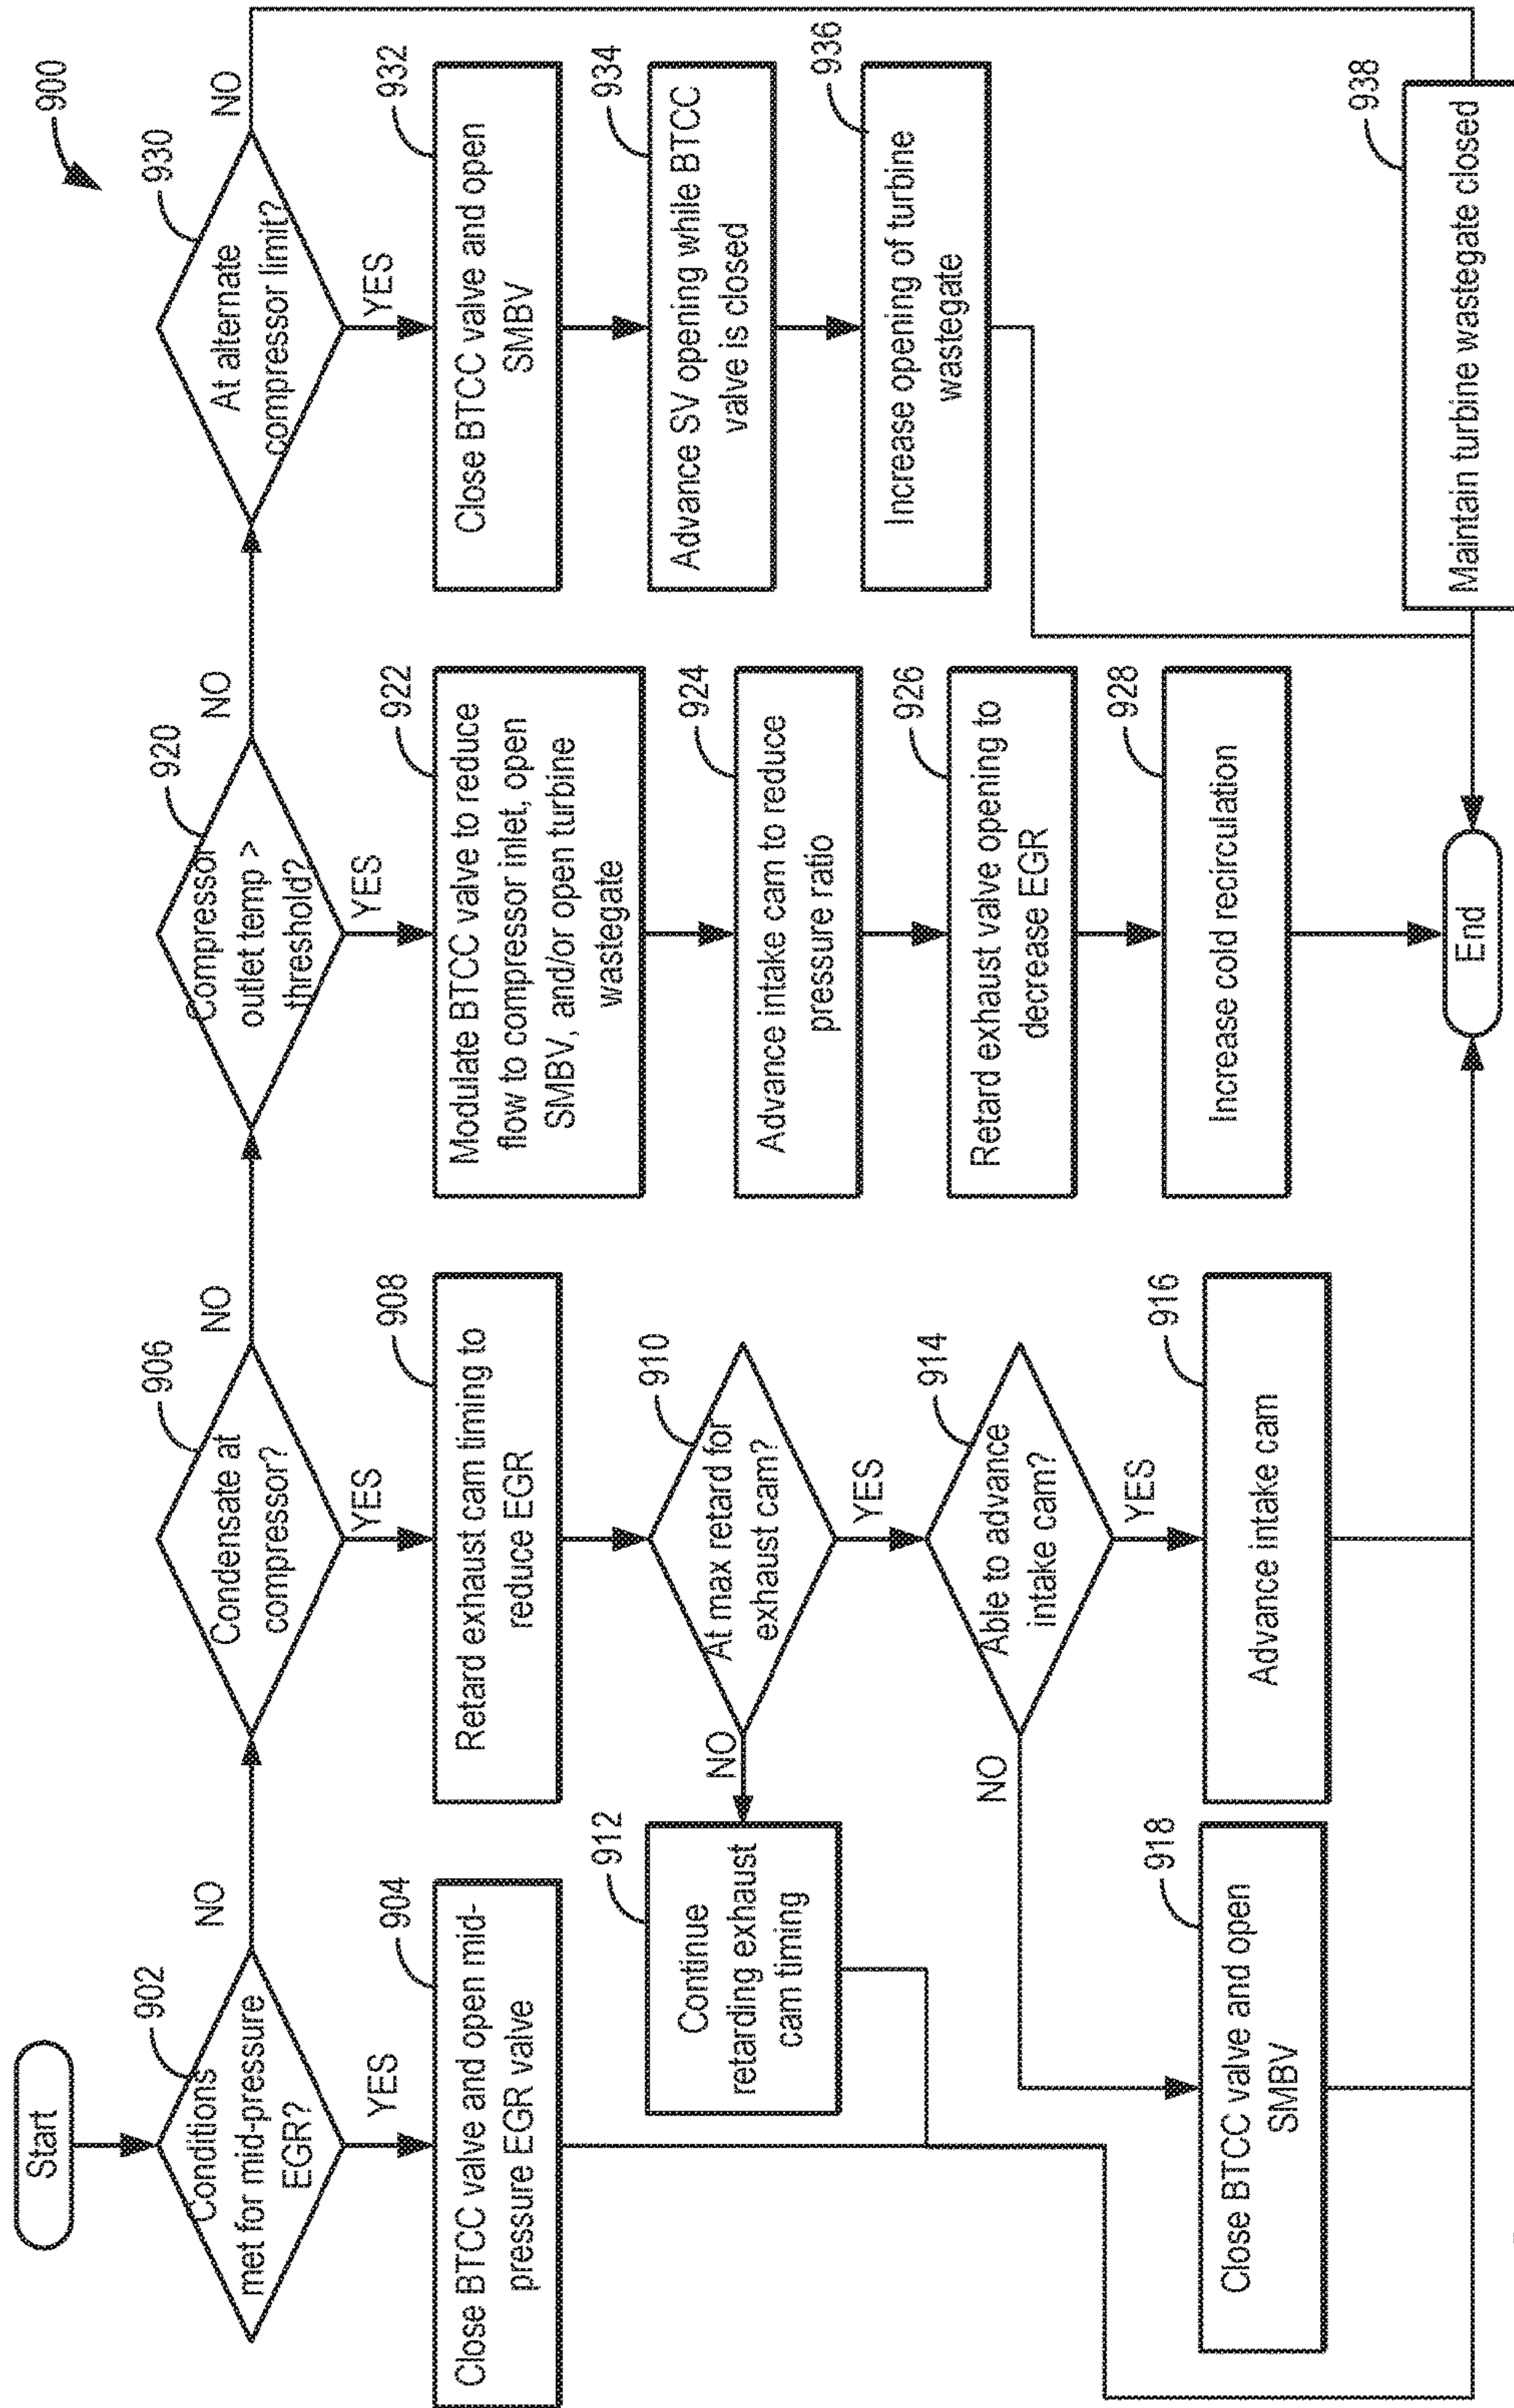 900
Start
902
Conditions
met for mid-pressure
EGR?
NO
YES
904
Close BTCC valve and open mid-
pressure EGR valve
906
Condensate at
compressor?
NO
YES
908
Retard exhaust cam timing to
reduce EGR
910
At max retard for
exhaust cam?
NO
YES
912
Continue
retarding exhaust
cam timing
914
Able to advance
intake cam?
NO
YES
916
Advance intake cam
918
Close BTCC valve and open
SMBV
920
Compressor
outlet temp >
threshold?
NO
YES
922
Modulate BTCC valve to reduce
flow to compressor inlet, open
SMBV, and/or open turbine
wastegate
924
Advance intake cam to reduce
pressure ratio
926
Retard exhaust valve opening to
decrease EGR
928
Increase cold recirculation
930
At alternate
compressor limit?
NO
YES
932
Close BTCC valve and open
SMBV
934
Advance SV opening while BTCC
valve is closed
936
Increase opening of turbine
wastegate
938
Maintain turbine wastegate closed
End